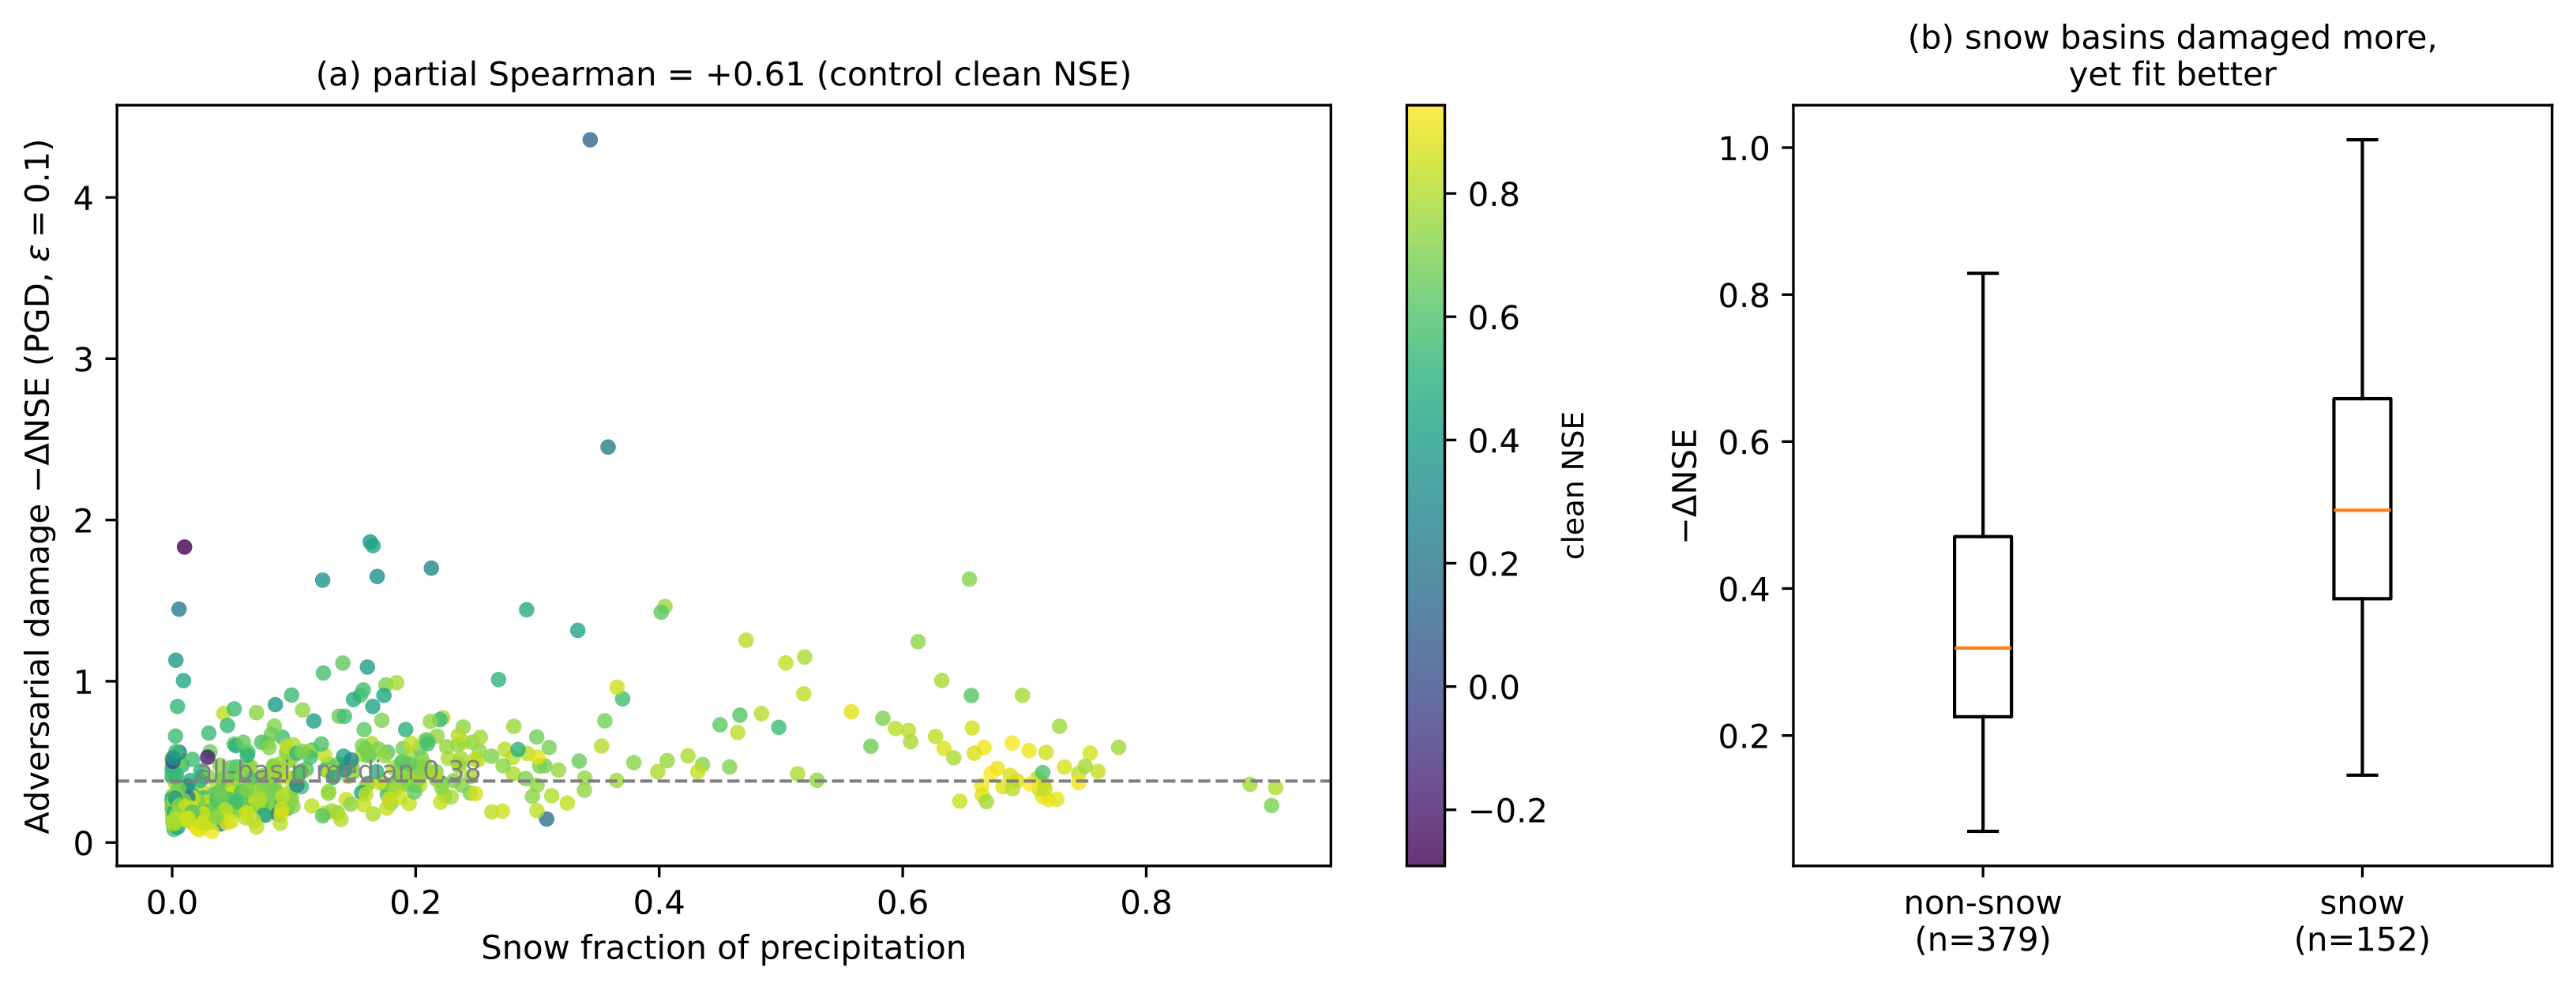 (a) partial Spearman = +0.61 (control clean NSE)
Adversarial damage −ΔNSE (PGD, ε = 0.1)
4
3
2
1
0
all-basin median 0.38
0.0 0.2 0.4 0.6 0.8
Snow fraction of precipitation
0.8
0.6
0.4
0.2
0.0
−0.2
clean NSE
(b) snow basins damaged more,
yet fit better
−ΔNSE
1.0
0.8
0.6
0.4
0.2
non-snow
(n=379)
snow
(n=152)